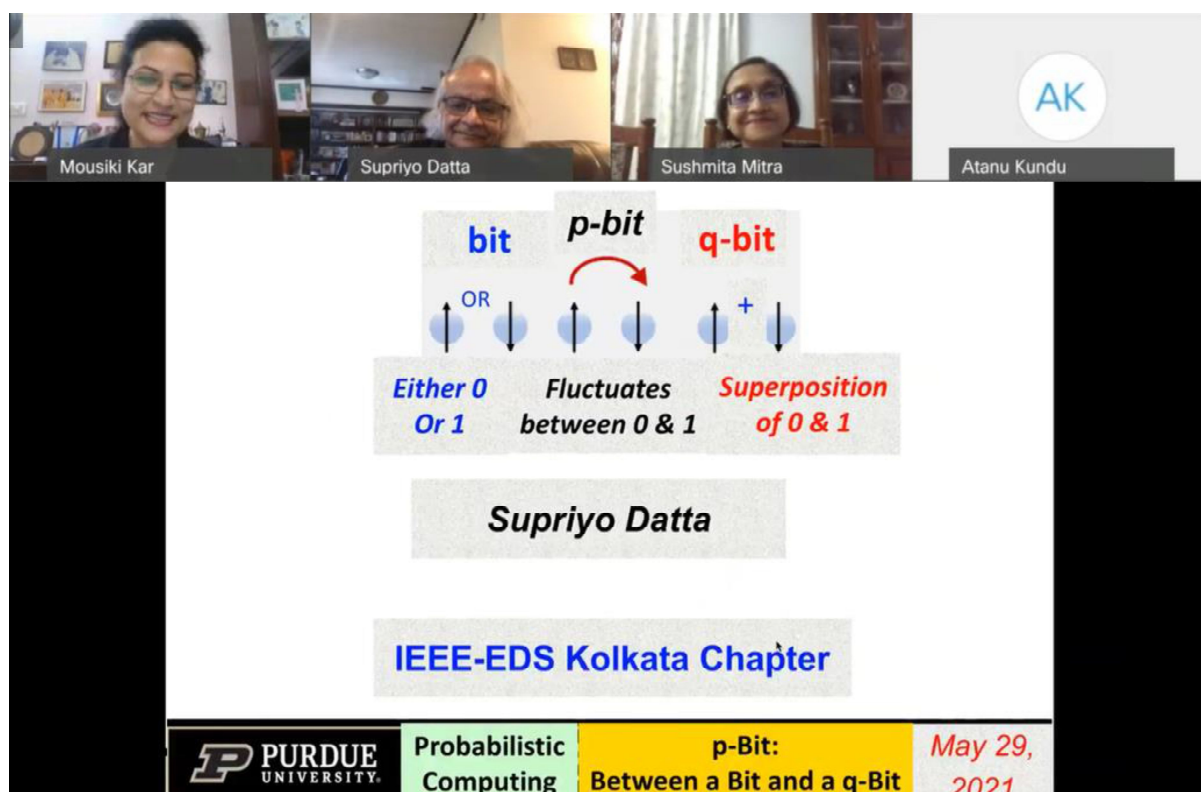 Mousiki Kar
Supriyo Datta
Sushmita Mitra
AK
Atanu Kundu
bit
p-bit
q-bit
OR
+
Either 0
Or 1
Fluctuates
between 0 & 1
Superposition
of 0 & 1
Supriyo Datta
IEEE-EDS Kolkata Chapter
PURDUE
UNIVERSITY.
Probabilistic
Computing
p-Bit:
Between a Bit and a q-Bit
May 29,
2021